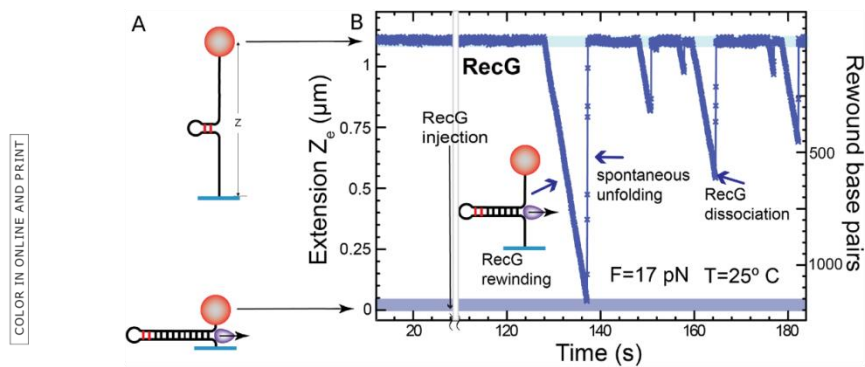 COLOR IN ONLINE AND PRINT
A
z
B
Extension Z_e (μm)
1
0.75
0.5
0.25
0
RecG
RecG
injection
RecG
rewinding
spontaneous
unfolding
RecG
dissociation
F=17 pN T=25º C
500
1000
Rewound base pairs
20
120
140
160
180
Time (s)